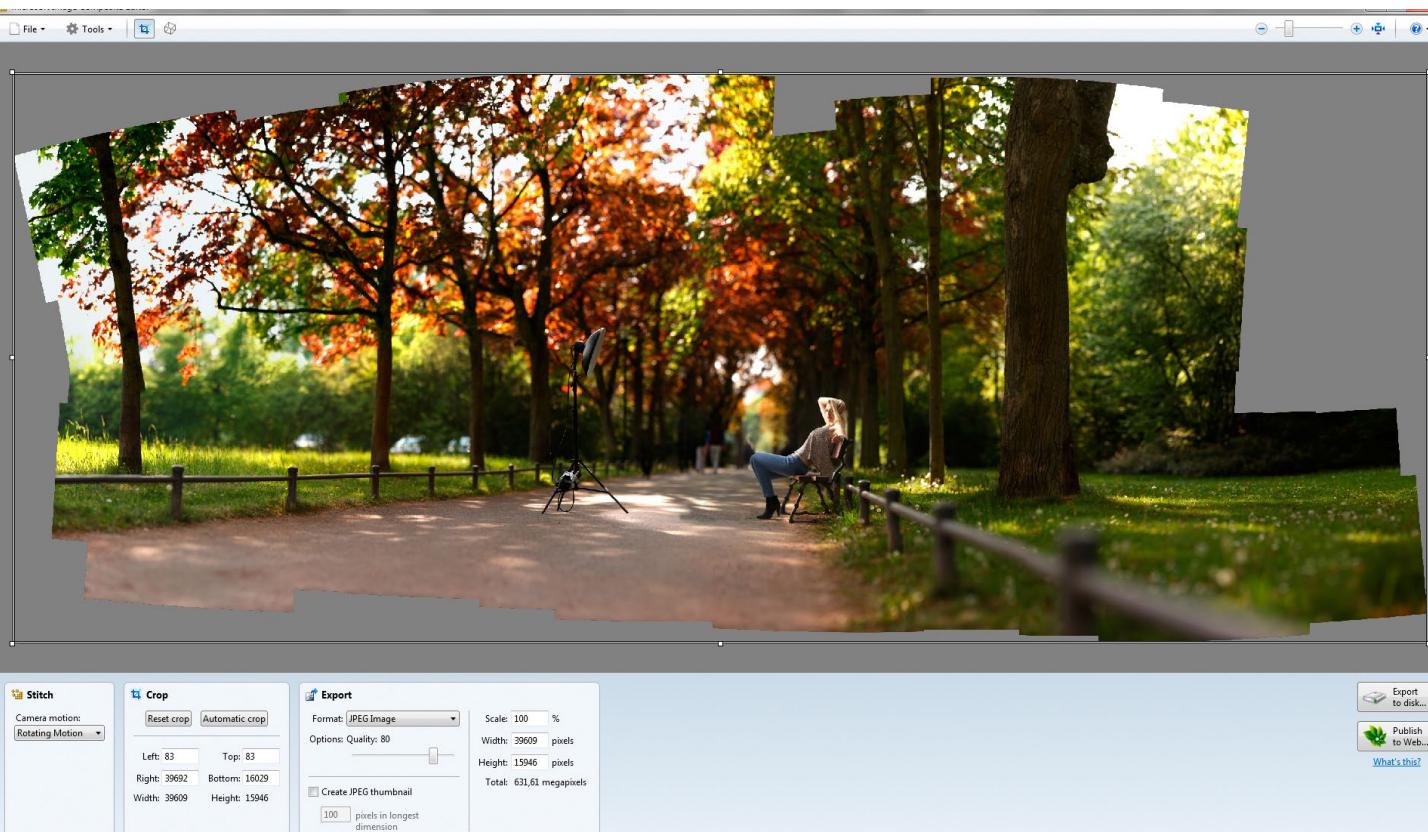 File
Tools
Stitch
Camera motion:
Rotating Motion
Crop
Reset crop
Automatic crop
Left: 83
Top: 83
Right: 39692
Bottom: 16029
Width: 39609
Height: 15946
Export
Format: JPEG Image
Options: Quality: 80
Create JPEG thumbnail
100 pixels in longest
dimension
Scale: 100 %
Width: 39609 pixels
Height: 15946 pixels
Total: 631,61 megapixels
Export
to disk...
Publish
to Web...
What's this?